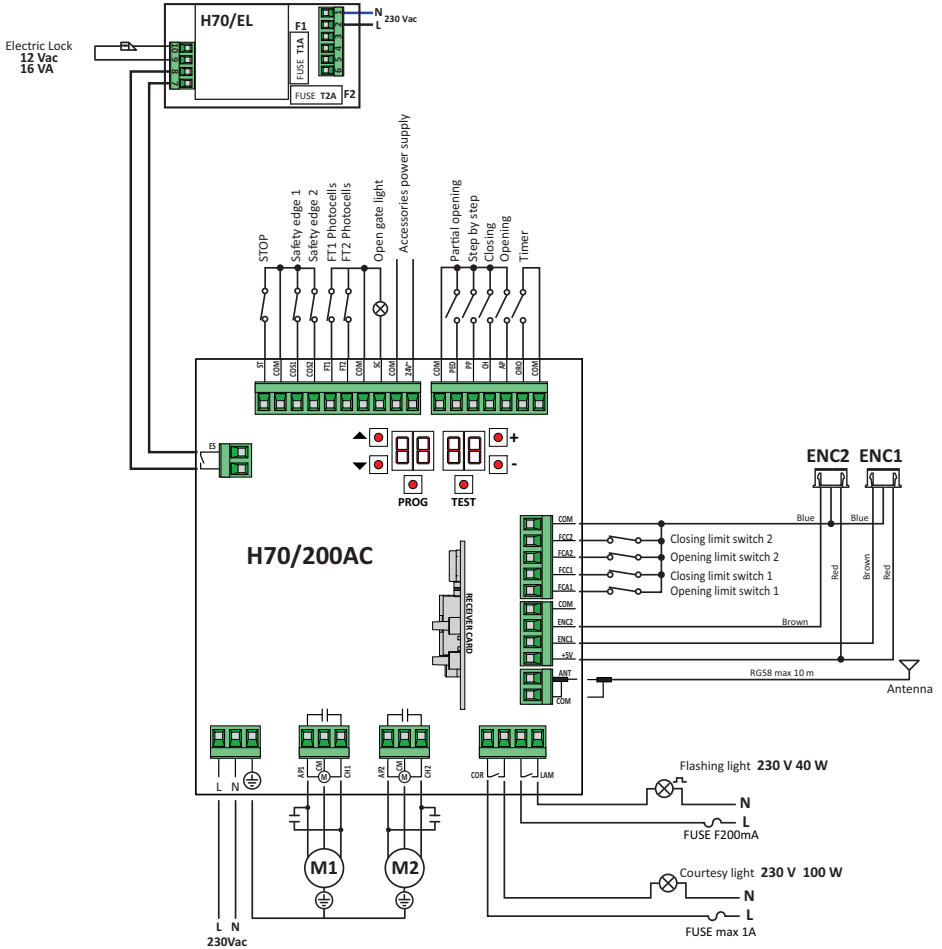 H70/EL
F1
FUSE T1A
FUSE T2A F2
1
2
3
4
5
6
N
L
230 Vac
10
9
8
7
Electric Lock
12 Vac
16 VA
STOP
Safety edge 1
Safety edge 2
FT1 Photocells
FT2 Photocells
Open gate light
Accessories power supply
Partial opening
Step by step
Closing
Opening
Timer
ST
COM
COS1
COS2
FT1
FT2
COM
SC
COM
24V~
COM
PED
PP
CH
AP
ORO
COM
ES
+
-
PROG
TEST
H70/200AC
RECEIVER CARD
ENC2
ENC1
Blue
Blue
Red
Brown
Red
Brown
COM
FCC2
FCA2
FCC1
FCA1
COM
ENC2
ENC1
+5V
ANT
COM
Closing limit switch 2
Opening limit switch 2
Closing limit switch 1
Opening limit switch 1
RG58 max 10 m
Antenna
L N
AP1
CM
M
CH1
AP2
CM
M
CH2
COR
LAM
M1
M2
L N
230Vac
Flashing light 230 V 40 W
N
L
FUSE F200mA
Courtesy light 230 V 100 W
N
L
FUSE max 1A